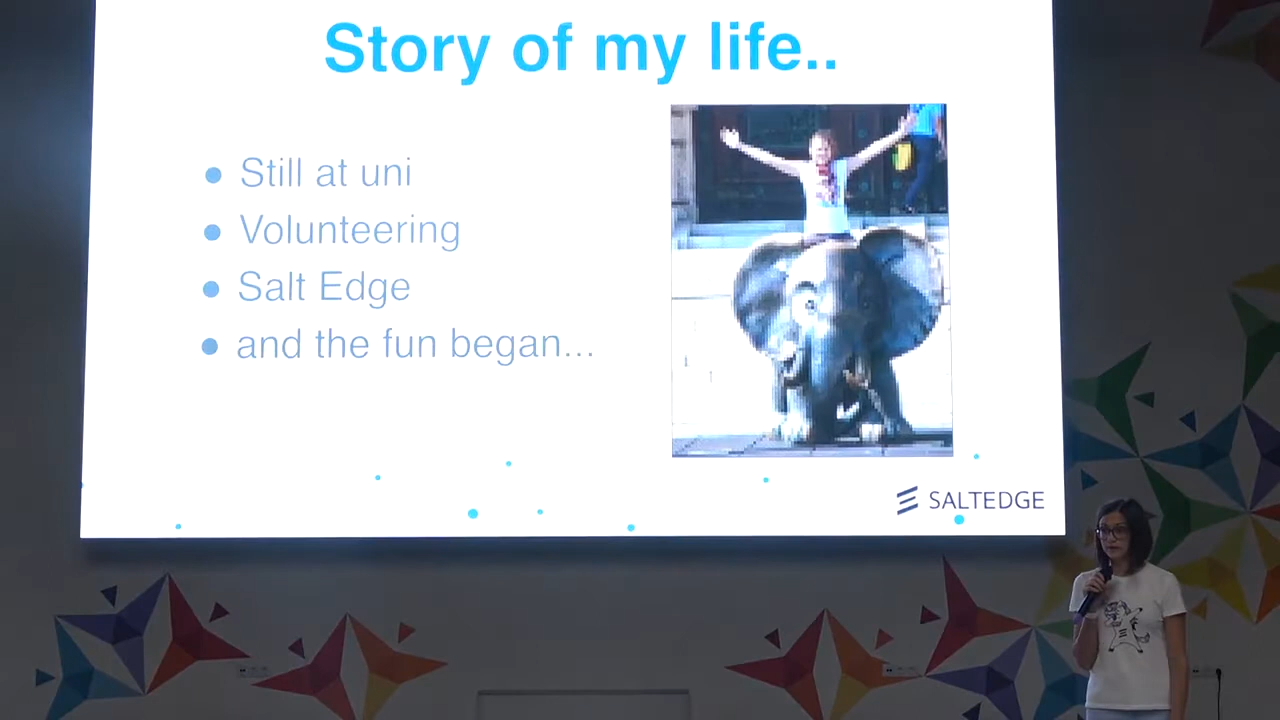 Story of my life..
Still at uni
Volunteering
Salt Edge
and the fun began...
SALTEDGE